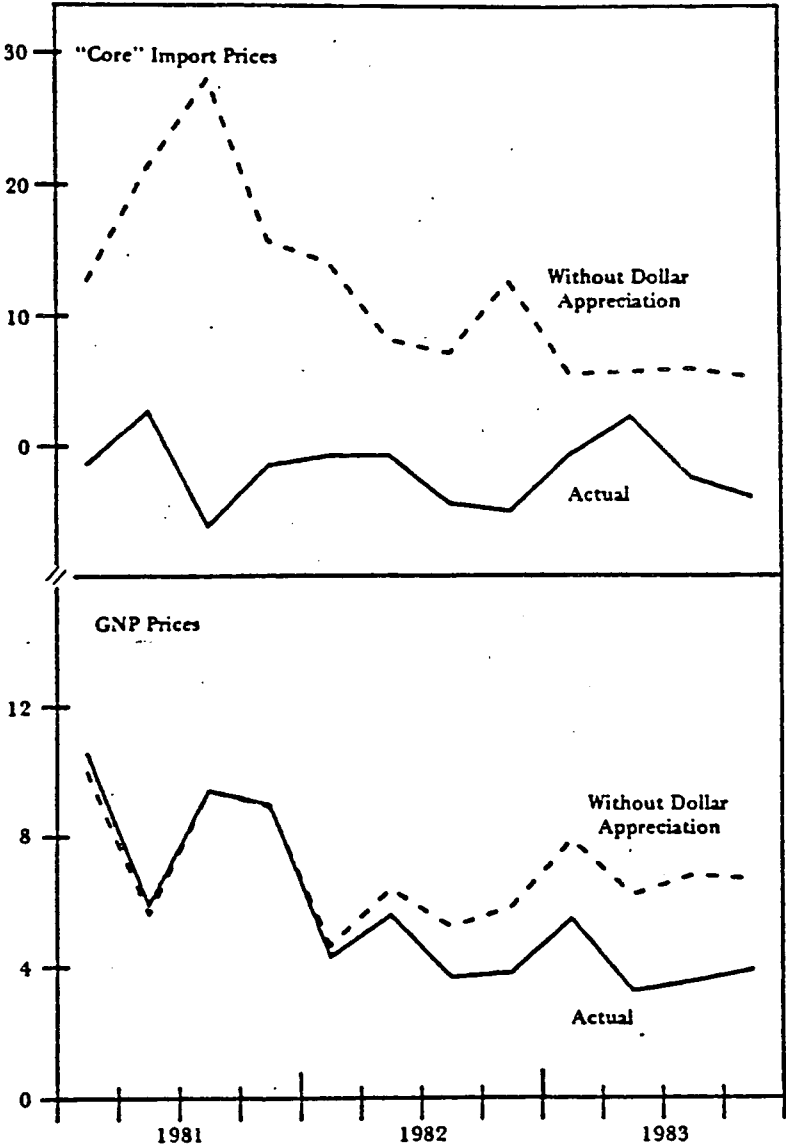 "Core" Import Prices
30
20
10
0
Without Dollar
Appreciation
Actual
GNP Prices
12
8
4
0
Without Dollar
Appreciation
Actual
1981
1982
1983